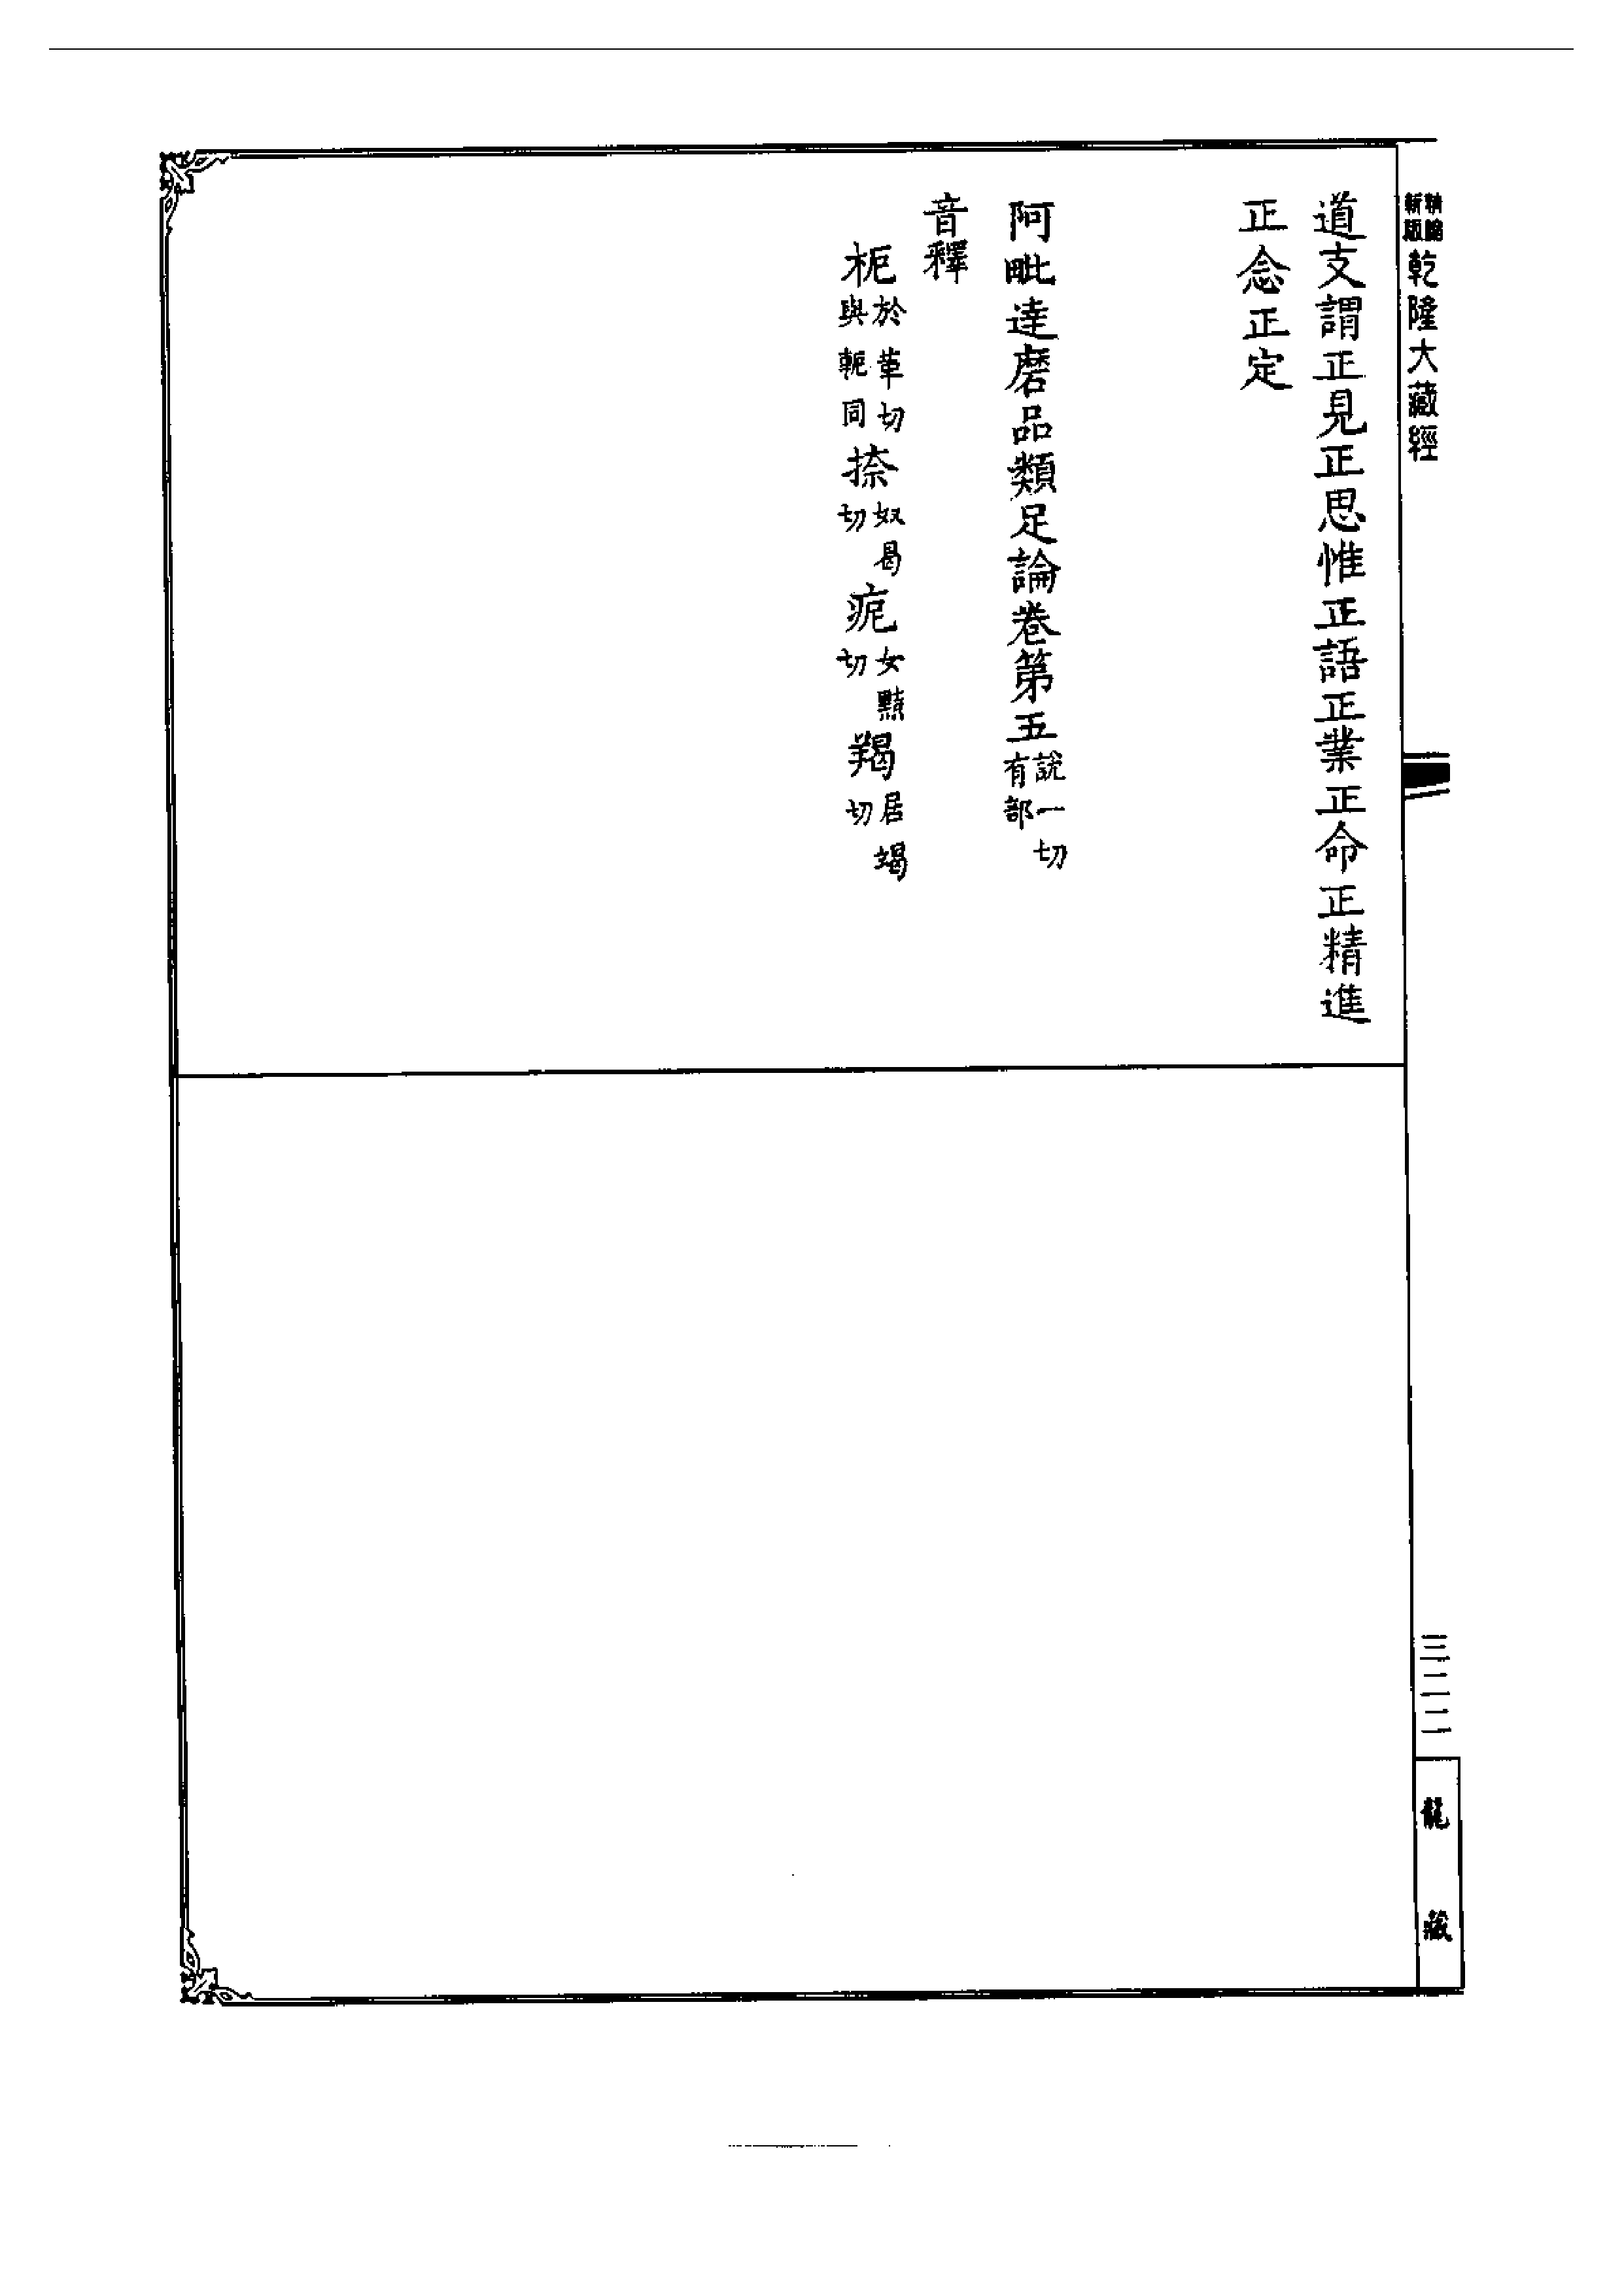 新版精縮乾隆大藏經
道支謂正見正思惟正語正業正命正精進
正念正定
阿毗達磨品類足論卷第五說一切有部
音釋
枙於革切與軛同捺奴曷切疤女黠切羯居竭切
三二二
龍藏